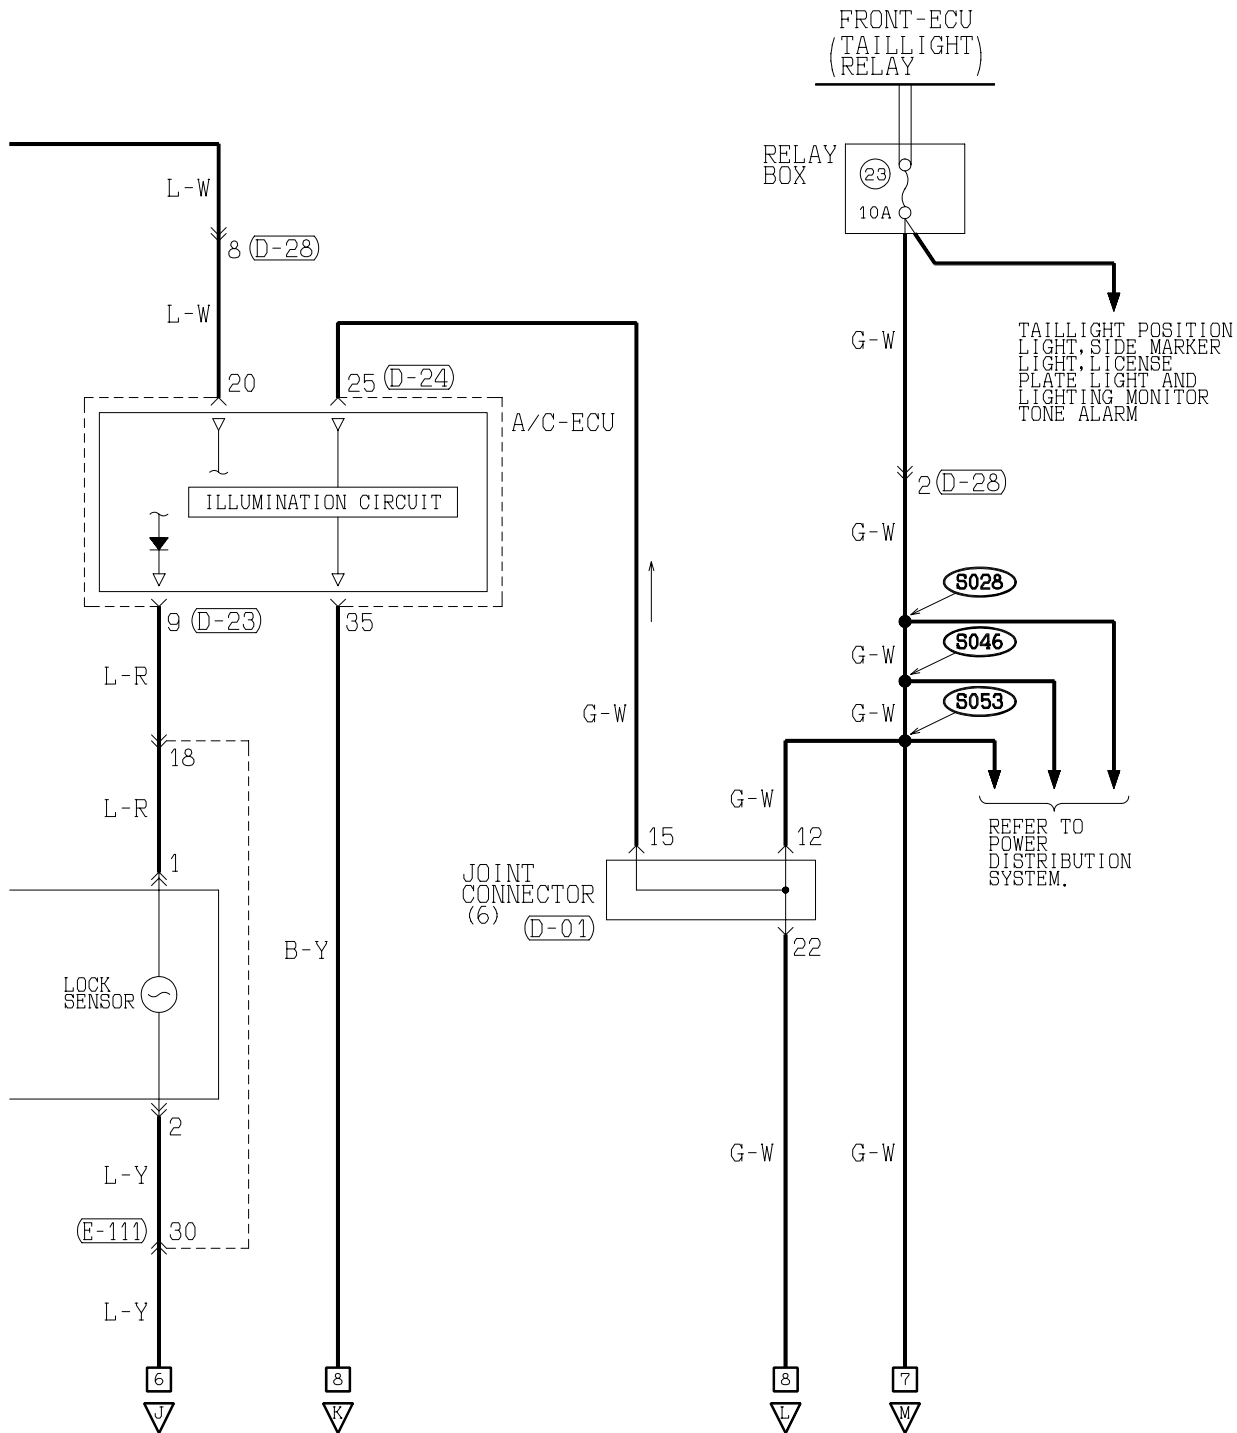 FRONT-ECU
(TAILLIGHT
RELAY)
RELAY
BOX
23
10A
L-W
8 (D-28)
L-W
TAILLIGHT POSITION
LIGHT,SIDE MARKER
LIGHT,LICENSE
PLATE LIGHT AND
LIGHTING MONITOR
TONE ALARM
G-W
20
25 (D-24)
A/C-ECU
2 (D-28)
ILLUMINATION CIRCUIT
G-W
S028
9 (D-23)
35
S046
G-W
L-R
S053
G-W
G-W
18
G-W
L-R
REFER TO
POWER
DISTRIBUTION
SYSTEM.
15
12
1
JOINT
CONNECTOR
(6)
(D-01)
22
B-Y
LOCK
SENSOR
2
G-W
G-W
L-Y
(E-111) 30
L-Y
6
8
8
7
J
K
L
M